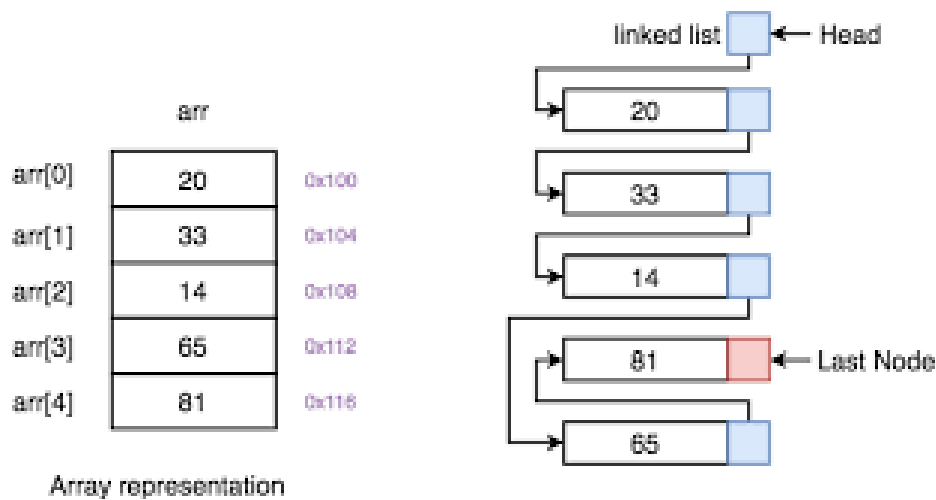 arr
arr[0] 20 0x100
arr[1] 33 0x104
arr[2] 14 0x108
arr[3] 65 0x112
arr[4] 81 0x116
Array representation
linked list Head
20
33
14
81 Last Node
65